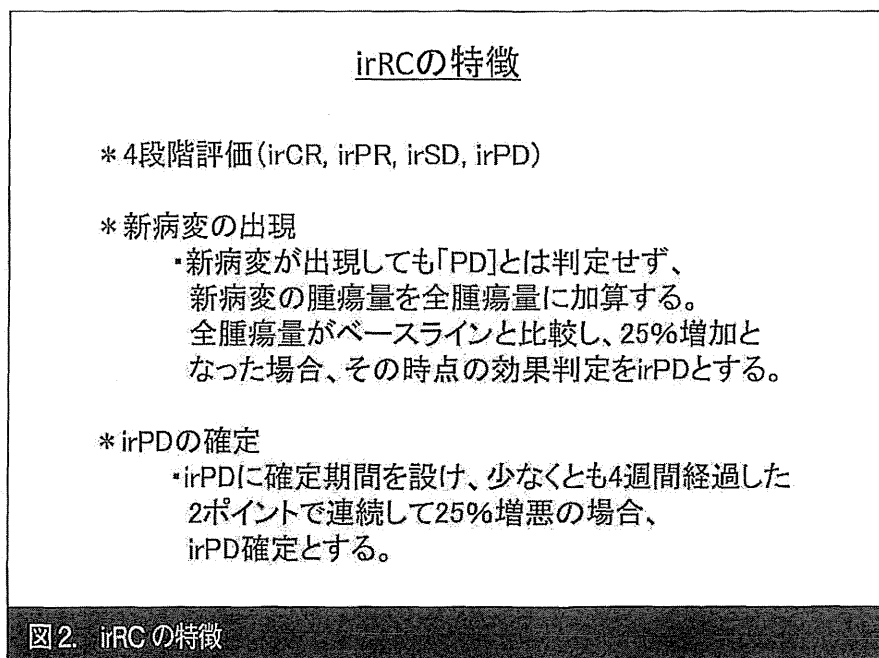 irRCの特徴
＊4段階評価(irCR, irPR, irSD, irPD)
＊新病変の出現
・新病変が出現しても「PD]とは判定せず、
新病変の腫瘍量を全腫瘍量に加算する。
全腫瘍量がベースラインと比較し、25%増加と
なった場合、その時点の効果判定をirPDとする。
＊irPDの確定
・irPDに確定期間を設け、少なくとも4週間経過した
2ポイントで連続して25%増悪の場合、
irPD確定とする。
図2. irRCの特徴